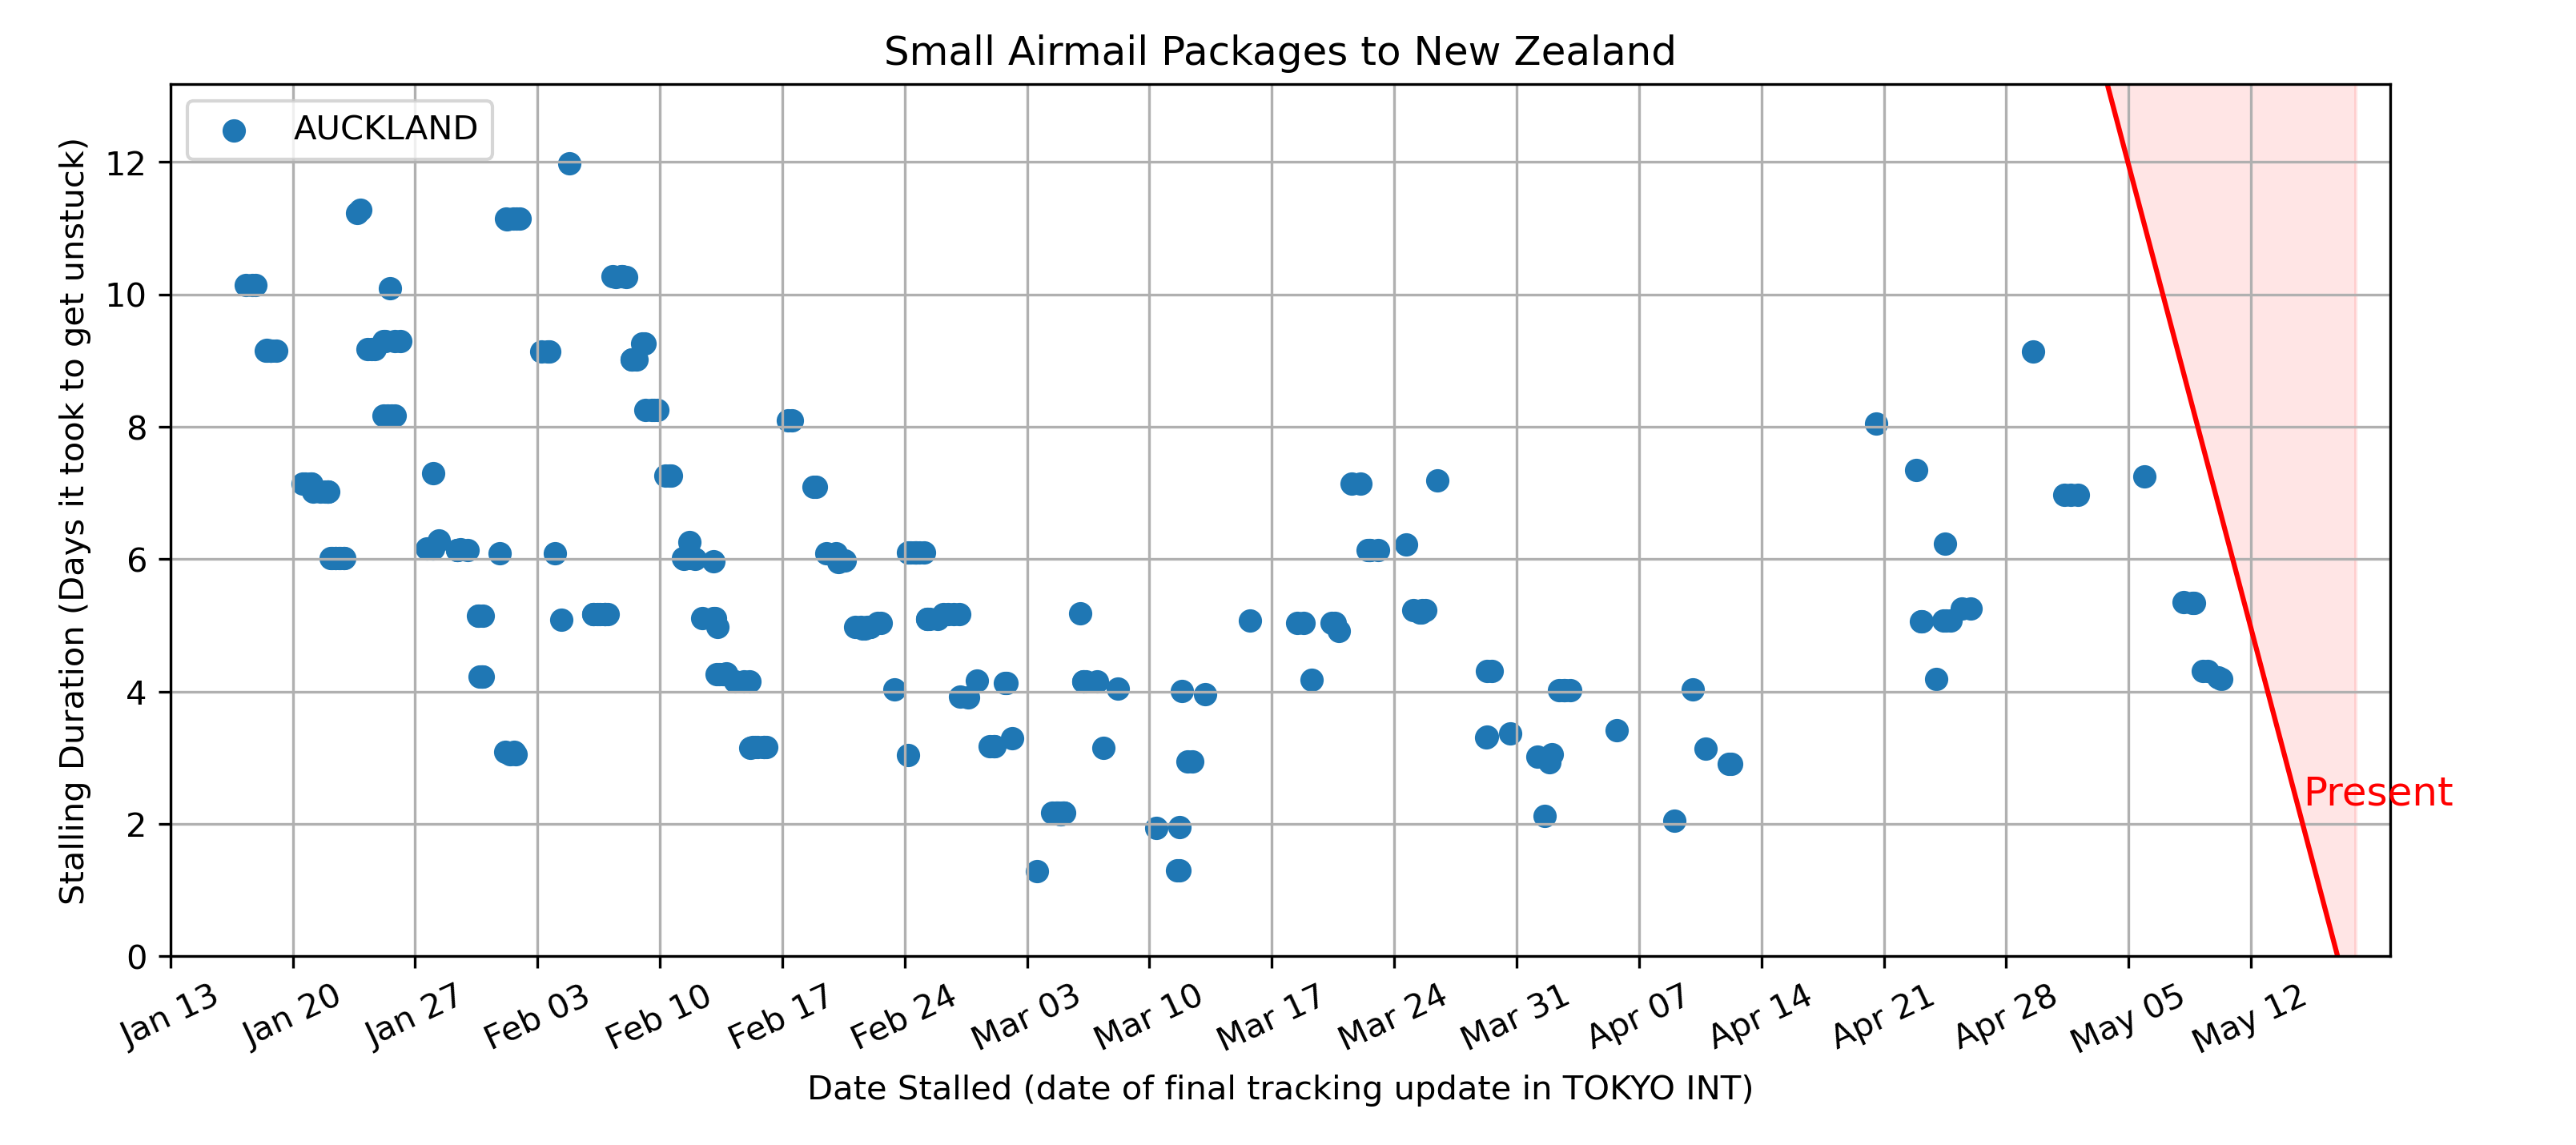 Small Airmail Packages to New Zealand
AUCKLAND
Stalling Duration (Days it took to get unstuck)
12
10
8
6
4
2
0
Present
Jan 13
Jan 20
Jan 27
Feb 03
Feb 10
Feb 17
Feb 24
Mar 03
Mar 10
Mar 17
Mar 24
Mar 31
Apr 07
Apr 14
Apr 21
Apr 28
May 05
May 12
Date Stalled (date of final tracking update in TOKYO INT)